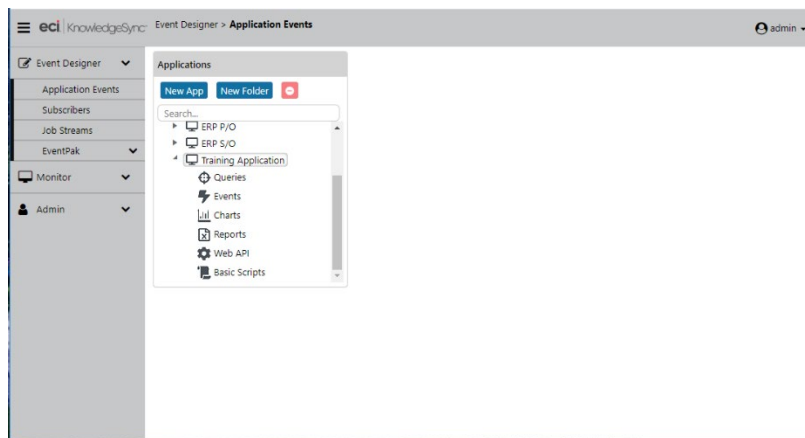 eci KnowledgeSync
Event Designer > Application Events
admin
Event Designer
Application Events
Subscribers
Job Streams
EventPak
Monitor
Admin
Applications
New App
New Folder
Search...
ERP P/O
ERP S/O
Training Application
Queries
Events
Charts
Reports
Web API
Basic Scripts